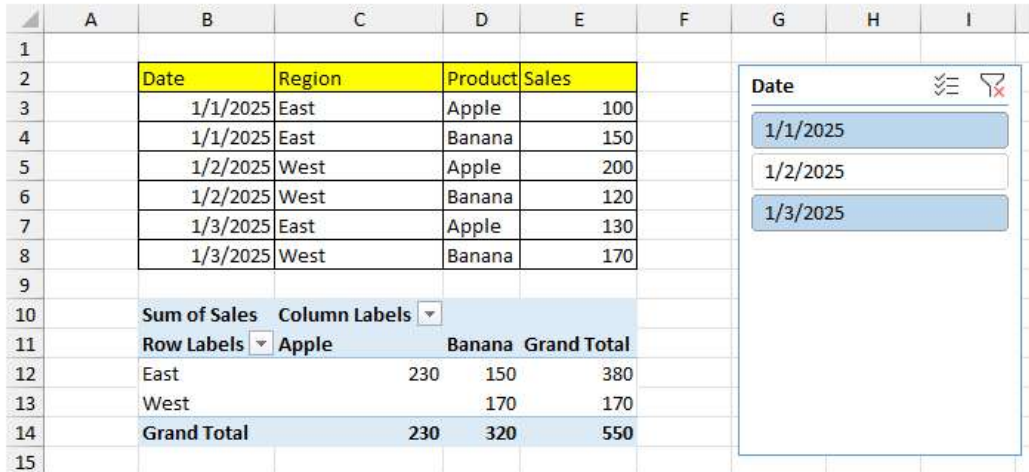 A B C D E F G H I
1
2 Date Region Product Sales
3 1/1/2025 East Apple 100
4 1/1/2025 East Banana 150
5 1/2/2025 West Apple 200
6 1/2/2025 West Banana 120
7 1/3/2025 East Apple 130
8 1/3/2025 West Banana 170
9
10 Sum of Sales Column Labels
11 Row Labels Apple Banana Grand Total
12 East 230 150 380
13 West 170 170
14 Grand Total 230 320 550
15
Date
1/1/2025
1/2/2025
1/3/2025